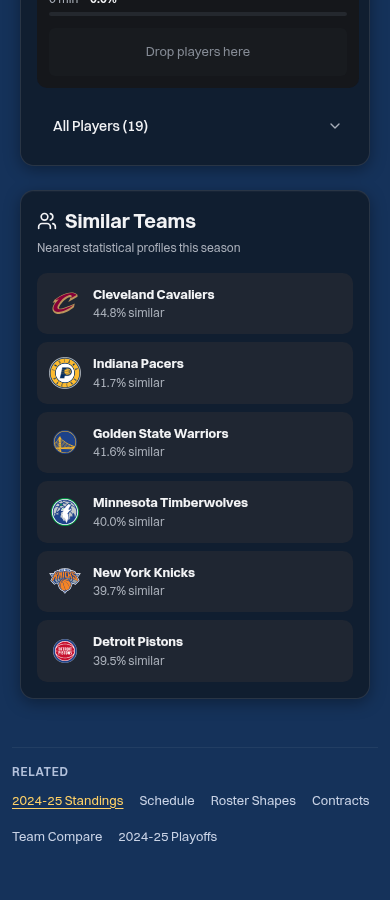 Drop players here
All Players (19)
Similar Teams
Nearest statistical profiles this season
Cleveland Cavaliers
44.8% similar
Indiana Pacers
41.7% similar
Golden State Warriors
41.6% similar
Minnesota Timberwolves
40.0% similar
New York Knicks
39.7% similar
Detroit Pistons
39.5% similar
RELATED
2024-25 Standings Schedule Roster Shapes Contracts
Team Compare 2024-25 Playoffs